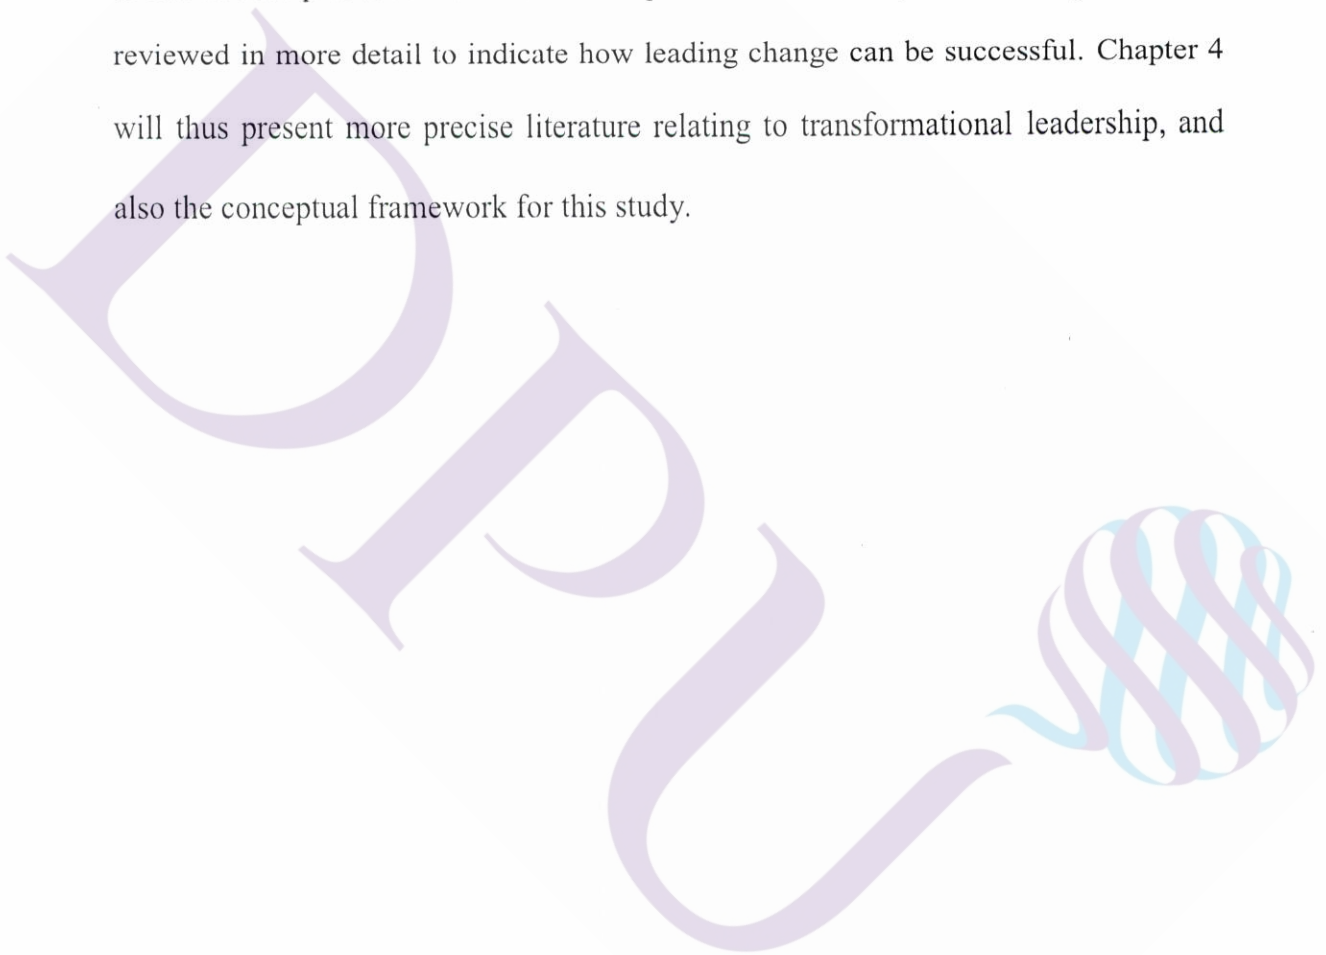 reviewed in more detail to indicate how leading change can be successful. Chapter 4
will thus present more precise literature relating to transformational leadership, and
also the conceptual framework for this study.
DPU